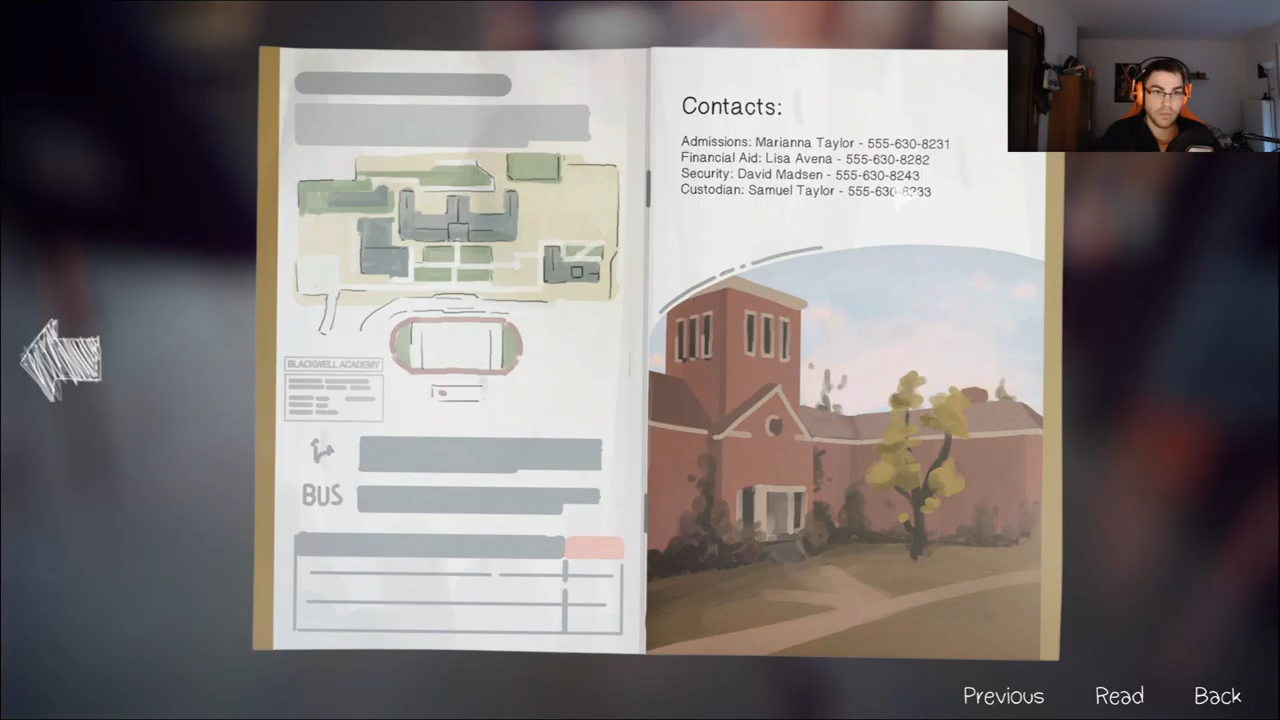 Contacts:
Admissions: Marianna Taylor - 555-630-8231
Financial Aid: Lisa Avena - 555-630-8282
Security: David Madsen - 555-630-8243
Custodian: Samuel Taylor - 555-630-8233
BLACKWELL ACADEMY
BUS
Previous
Read
Back